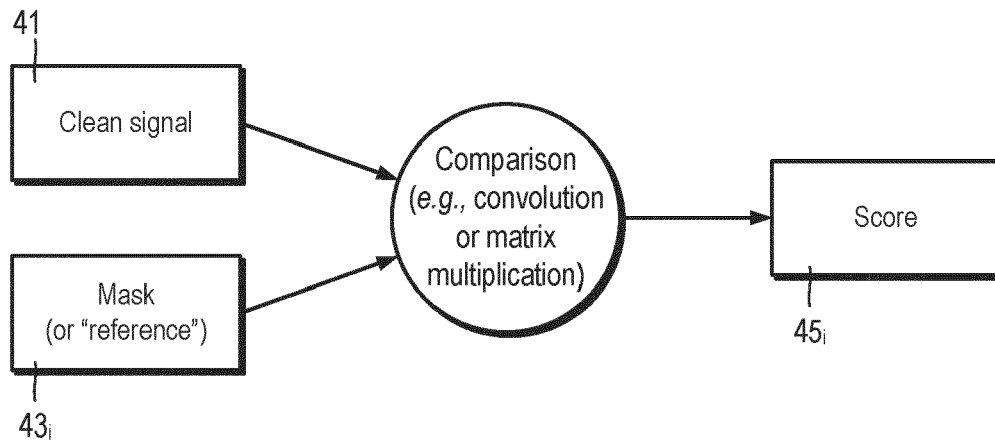 41
Clean signal
Mask
(or “reference”)
43i
Comparison
(e.g., convolution
or matrix
multiplication)
Score
45i